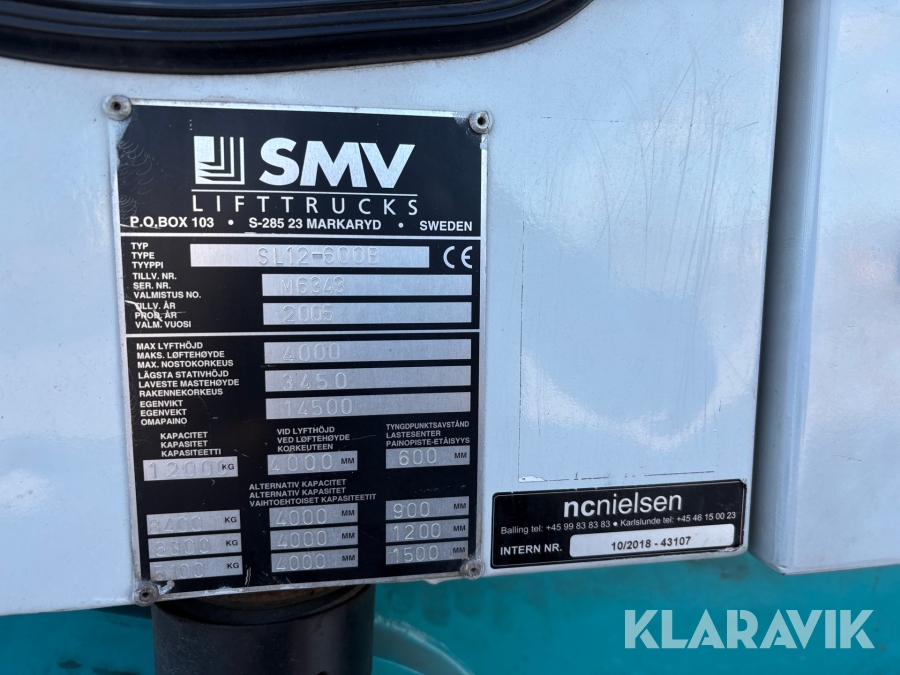 SMV
LIFTTRUCKS
P.O.BOX 103 • S-285 23 MARKARYD • SWEDEN
TYP
TYPE
TYYPPI
SL12-600B
CE
TILLV. NR.
SER. NR.
VALMISTUS NO.
M6343
TILLV. ÅR
PROD. ÅR
VALM. VUOSI
2005
MAX LYFTHÖJD
MAKS. LØFTEHØYDE
MAX. NOSTOKORKEUS
4000
LÄGSTA STATIVHÖJD
LAVESTE MASTEHØYDE
RAKENNEKORKEUS
3450
EGENVIKT
EGENVEKT
OMAPAINO
14500
KAPACITET
KAPASITET
KAPASITEETTI
VID LYFTHÖJD
VED LØFTEHØYDE
KORKEUTEEN
TYNGDPUNKTSAVSTÅND
LASTESENTER
PAINOPISTE-ETÄISYYS
KG 4000 MM 600 MM
ALTERNATIV KAPACITET
ALTERNATIV KAPASITET
VAIHTOEHTOISET KAPASITEETIT
KG 4000 MM 900 MM
KG 4000 MM 1200 MM
KG 4000 MM 1500 MM
ncnielsen
Balling tel: +45 99 83 83 83 • Karlslunde tel: +45 46 15 00 23
INTERN NR. 10/2018 - 43107
KLARAVIK